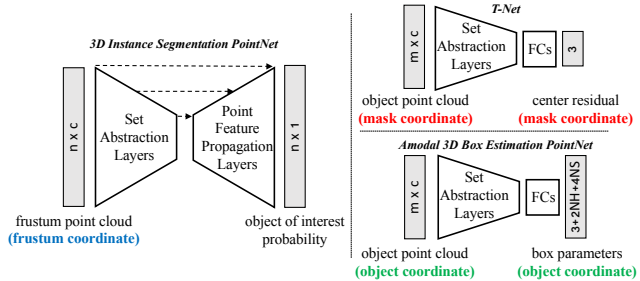 3D Instance Segmentation PointNet
n x c
Set
Abstraction
Layers
Point
Feature
Propagation
Layers
n x 1
frustum point cloud
(frustum coordinate)
object of interest
probability
T-Net
m x c
Set
Abstraction
Layers
FCs
3
object point cloud
(mask coordinate)
center residual
(mask coordinate)
Amodal 3D Box Estimation PointNet
m x c
Set
Abstraction
Layers
FCs
3+2NH+4NS
object point cloud
(object coordinate)
box parameters
(object coordinate)